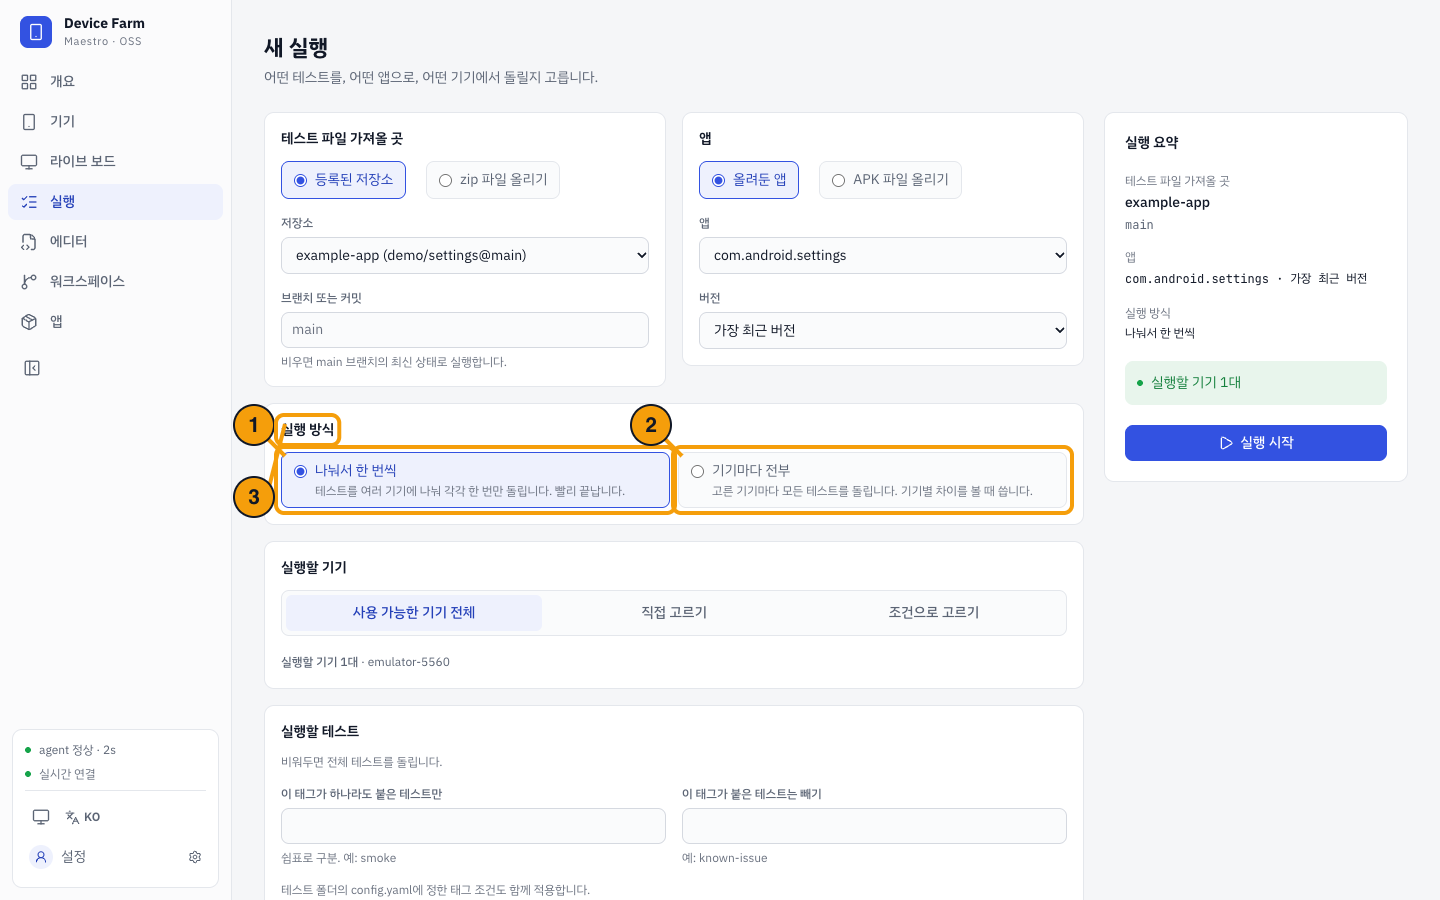 Device Farm
Maestro · OSS
개요
기기
라이브 보드
실행
에디터
워크스페이스
앱
agent 정상 · 2s
실시간 연결
KO
설정
새 실행
어떤 테스트를, 어떤 앱으로, 어떤 기기에서 돌릴지 고릅니다.
테스트 파일 가져올 곳
등록된 저장소
zip 파일 올리기
저장소
example-app (demo/settings@main)
브랜치 또는 커밋
main
비우면 main 브랜치의 최신 상태로 실행합니다.
앱
올려둔 앱
APK 파일 올리기
앱
com.android.settings
버전
가장 최근 버전
1
실행 방식
2
3
나눠서 한 번씩
테스트를 여러 기기에 나눠 각각 한 번만 돌립니다. 빨리 끝납니다.
기기마다 전부
고른 기기마다 모든 테스트를 돌립니다. 기기별 차이를 볼 때 씁니다.
실행할 기기
사용 가능한 기기 전체
직접 고르기
조건으로 고르기
실행할 기기 1대 · emulator-5560
실행할 테스트
비워두면 전체 테스트를 돌립니다.
이 태그가 하나라도 붙은 테스트만
쉼표로 구분. 예: smoke
이 태그가 붙은 테스트는 빼기
예: known-issue
테스트 폴더의 config.yaml에 정한 태그 조건도 함께 적용합니다.
실행 요약
테스트 파일 가져올 곳
example-app
main
앱
com.android.settings · 가장 최근 버전
실행 방식
나눠서 한 번씩
실행할 기기 1대
실행 시작